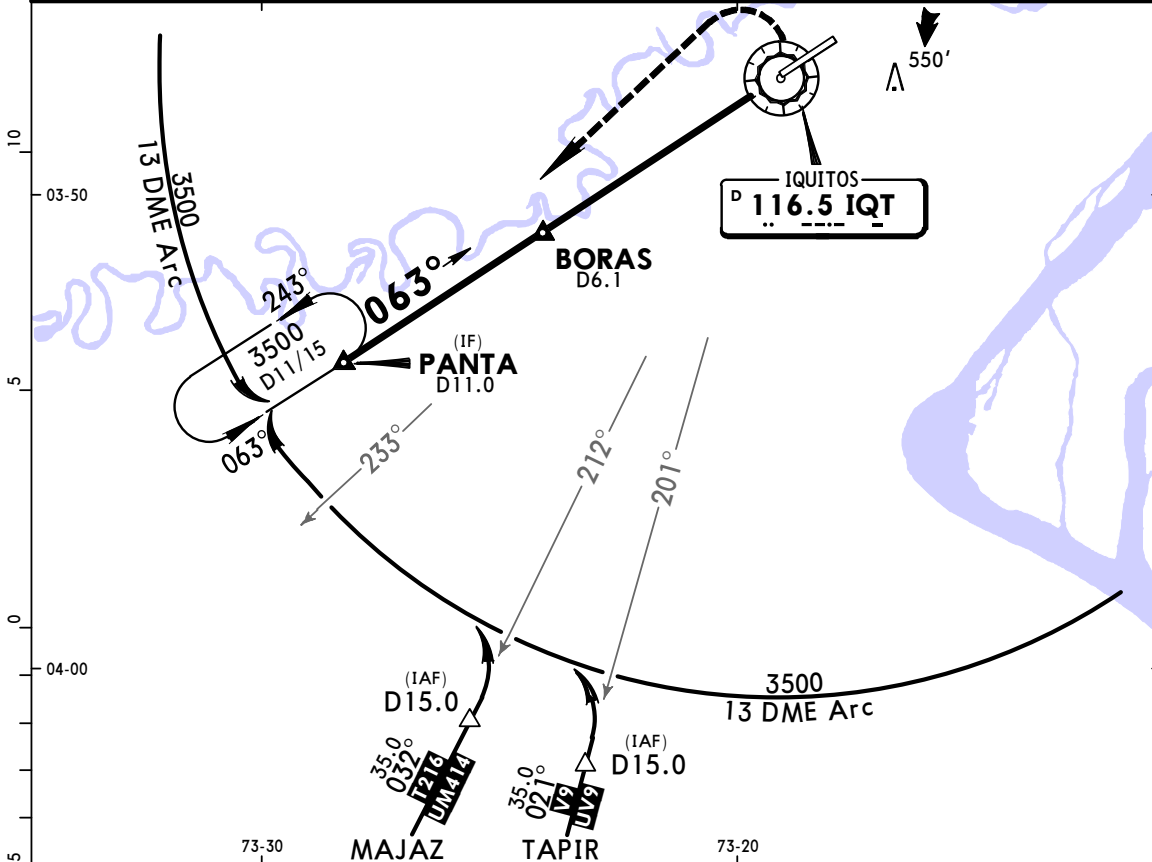 550'
10
03-50
3500
13 DME Arc
IQUITOS
D 116.5 IQT
BORAS
D6.1
063°
243°
3500
D11/15
(IF)
PANTA
D11.0
5
063°
233°
212°
201°
0
04-00
(IAF)
D15.0
3500
13 DME Arc
(IAF)
D15.0
35.0
032°
T216
UM414
35.0
021°
V9
UV9
5
73-30
MAJAZ
TAPIR
73-20